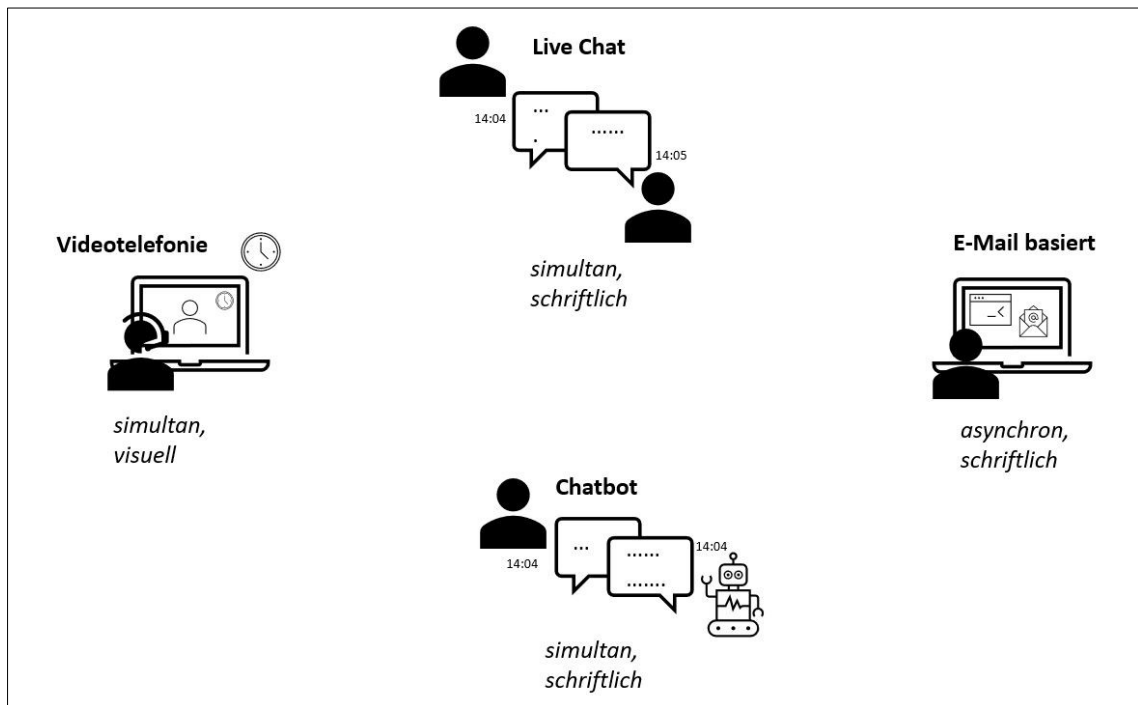 Live Chat
...
.
......
14:04
14:05
simultan,
schriftlich
Videotelefonie
simultan,
visuell
E-Mail basiert
@
asynchron,
schriftlich
Chatbot
...
......
.......
14:04
14:04
simultan,
schriftlich